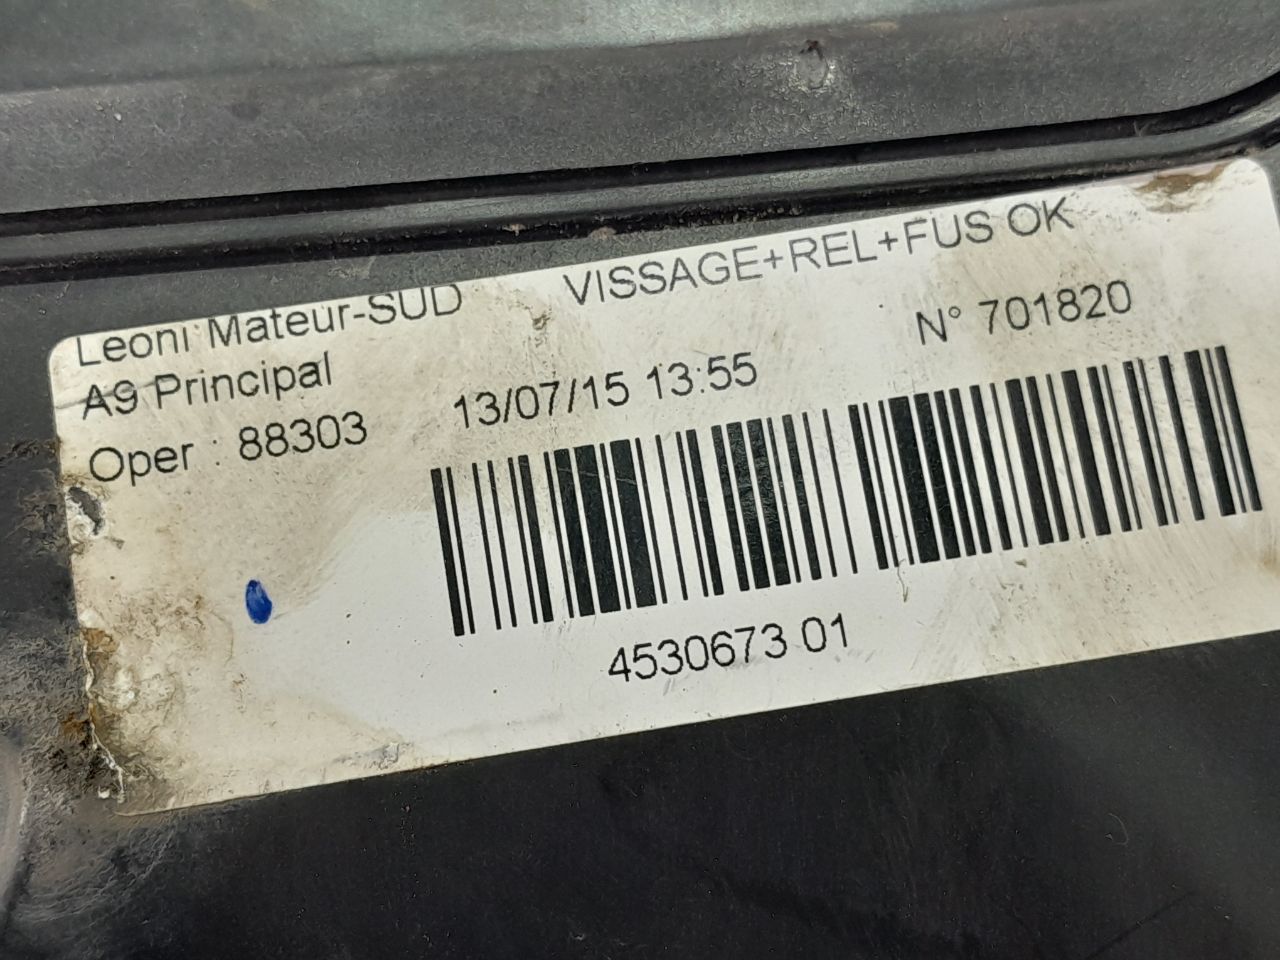 Leoni Mateur-SUD VISSAGE+REL+FUS OK
A9 Principal 13/07/15 13:55 N° 701820
Oper : 88303
4530673 01